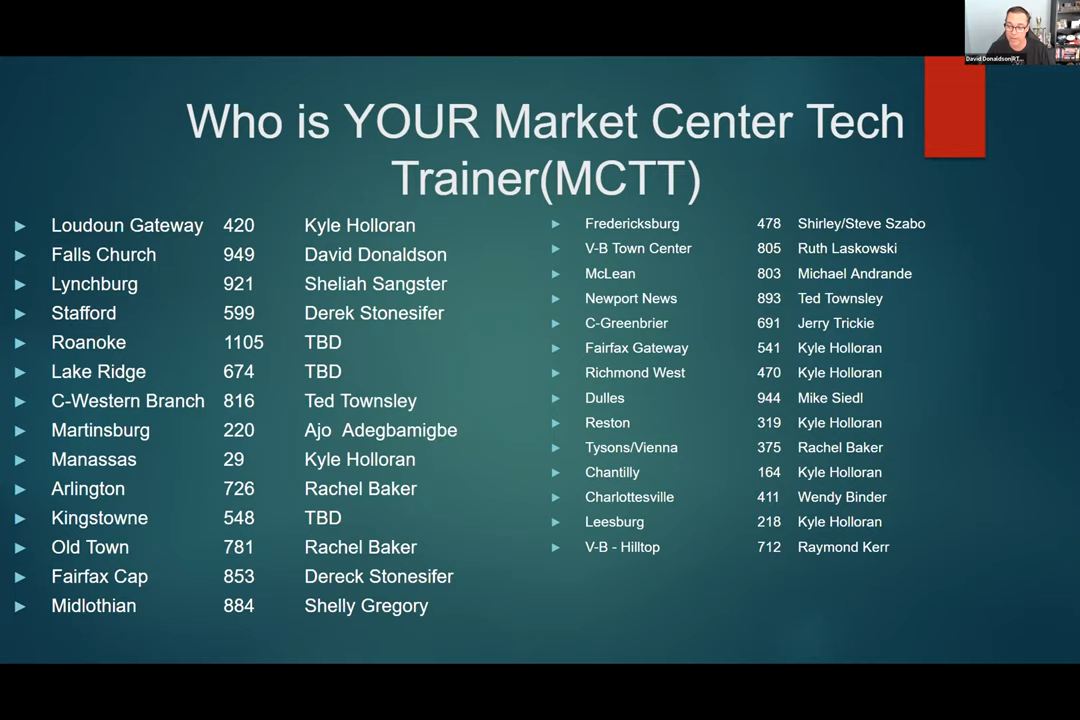 David Donaldson|RT...
Who is YOUR Market Center Tech
Trainer(MCTT)
Loudoun Gateway 420 Kyle Holloran
Falls Church 949 David Donaldson
Lynchburg 921 Sheliah Sangster
Stafford 599 Derek Stonesifer
Roanoke 1105 TBD
Lake Ridge 674 TBD
C-Western Branch 816 Ted Townsley
Martinsburg 220 Ajo Adegbamigbe
Manassas 29 Kyle Holloran
Arlington 726 Rachel Baker
Kingstowne 548 TBD
Old Town 781 Rachel Baker
Fairfax Cap 853 Dereck Stonesifer
Midlothian 884 Shelly Gregory
Fredericksburg 478 Shirley/Steve Szabo
V-B Town Center 805 Ruth Laskowski
McLean 803 Michael Andrande
Newport News 893 Ted Townsley
C-Greenbrier 691 Jerry Trickie
Fairfax Gateway 541 Kyle Holloran
Richmond West 470 Kyle Holloran
Dulles 944 Mike Siedl
Reston 319 Kyle Holloran
Tysons/Vienna 375 Rachel Baker
Chantilly 164 Kyle Holloran
Charlottesville 411 Wendy Binder
Leesburg 218 Kyle Holloran
V-B - Hilltop 712 Raymond Kerr